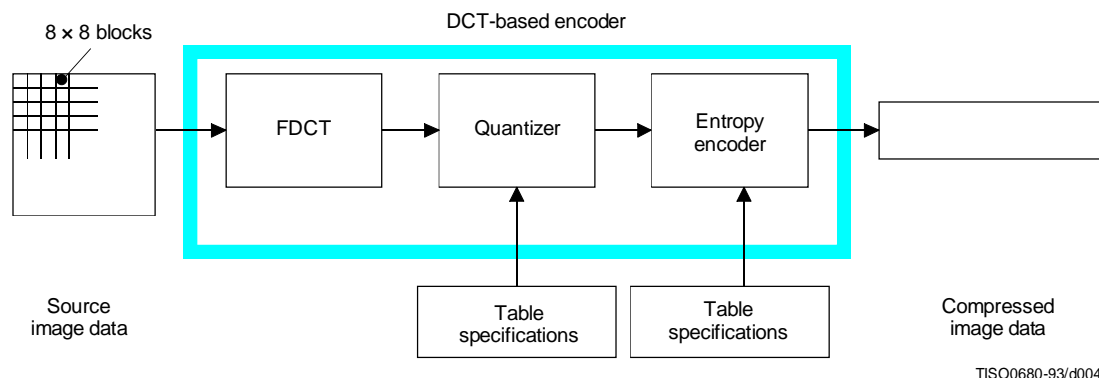 DCT-based encoder
8 × 8 blocks
FDCT
Quantizer
Entropy
encoder
Source
image data
Table
specifications
Table
specifications
Compressed
image data
TISO0680-93/d004